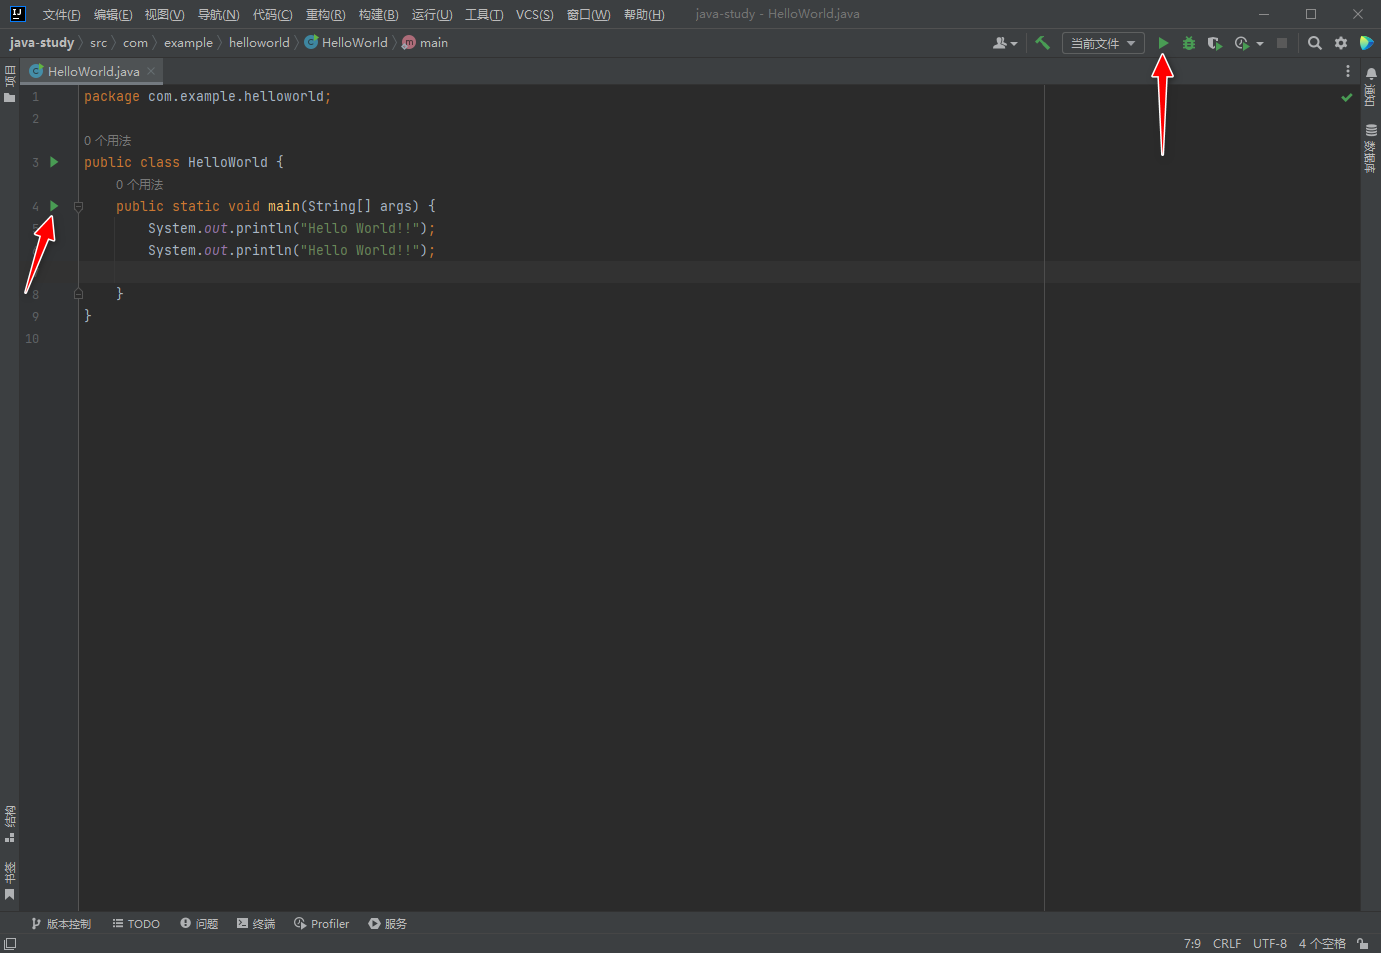 IJ 文件(F) 编辑(E) 视图(V) 导航(N) 代码(C) 重构(R) 构建(B) 运行(U) 工具(T) VCS(S) 窗口(W) 帮助(H) java-study - HelloWorld.java
java-study src com example helloworld C HelloWorld m main 当前文件
项目
C HelloWorld.java
通知
数据库
1 package com.example.helloworld;
2
0 个用法
3 public class HelloWorld {
0 个用法
4 public static void main(String[] args) {
System.out.println("Hello World!!");
System.out.println("Hello World!!");
8 }
9 }
10
结构
书签
版本控制 TODO 问题 终端 Profiler 服务
7:9 CRLF UTF-8 4 个空格